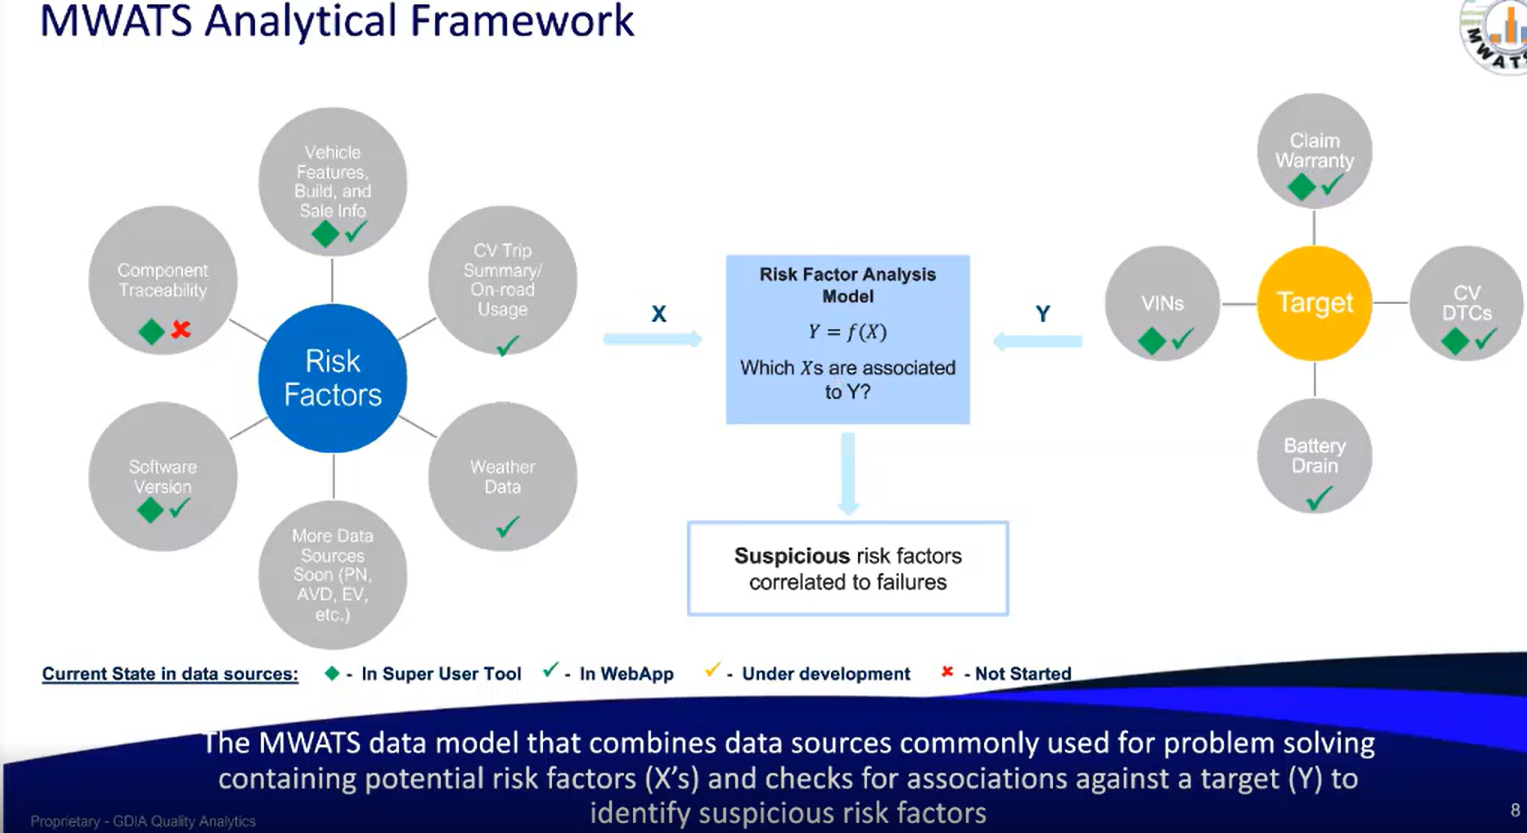 MWATS Analytical Framework
MWATS
Vehicle
Features,
Build, and
Sale Info
Component
Traceability
CV Trip
Summary/
On-road
Usage
Risk
Factors
Software
Version
Weather
Data
More Data
Sources
Soon (PN,
AVD, EV,
etc.)
X
Risk Factor Analysis
Model
Y = f(X)
Which Xs are associated
to Y?
Y
Suspicious risk factors
correlated to failures
Claim
Warranty
VINs
Target
CV
DTCs
Battery
Drain
Current State in data sources: ◆ - In Super User Tool ✓ - In WebApp ✓ - Under development ✘ - Not Started
The MWATS data model that combines data sources commonly used for problem solving
containing potential risk factors (X’s) and checks for associations against a target (Y) to
identify suspicious risk factors
Proprietary - GDIA Quality Analytics
8